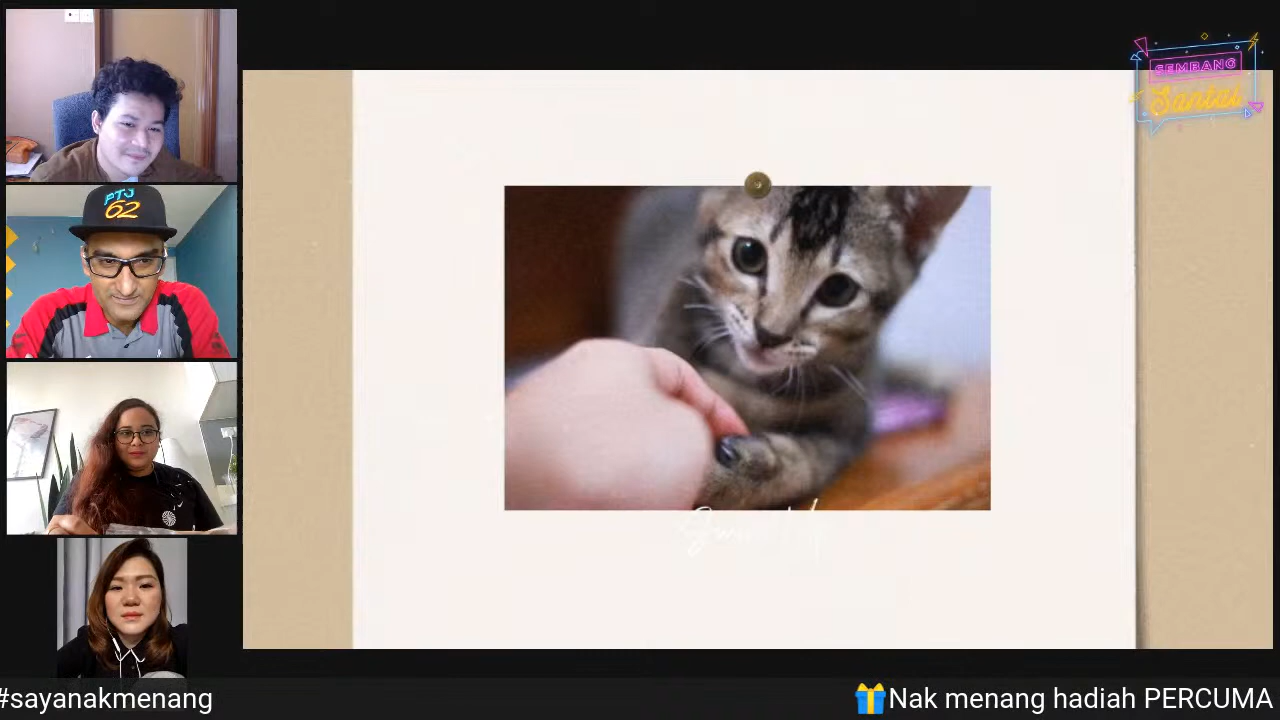 PTJ
62
SEMBANG
Santai
#sayanakmenang
🎁Nak menang hadiah PERCUMA